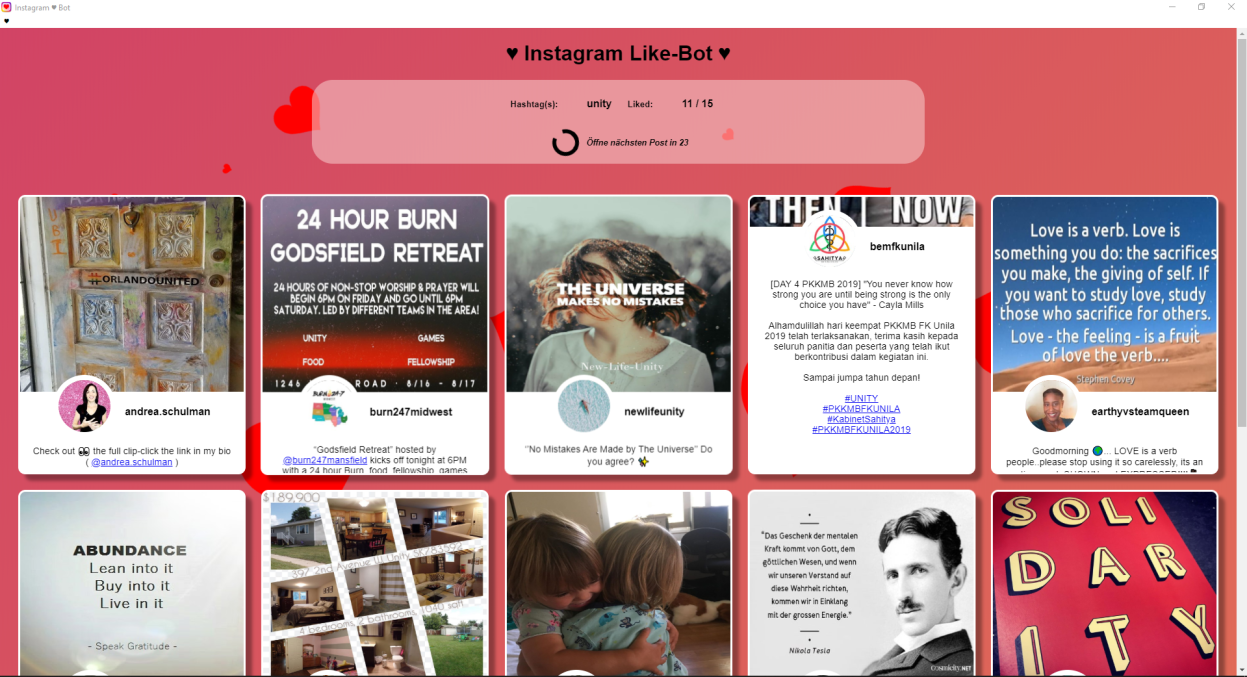 Instagram ♥ Bot
♥
♥ Instagram Like-Bot ♥
Hashtag(s): unity Liked: 11 / 15
Öffne nächsten Post in 23
#ORLANDOUNITED
andrea.schulman
Check out 👀 the full clip-click the link in my bio
( @andrea.schulman )
24 HOUR BURN
GODSFIELD RETREAT
24 HOURS OF NON-STOP WORSHIP & PRAYER WILL
BEGIN 6PM ON FRIDAY AND GO UNTIL 6PM
SATURDAY. LED BY DIFFERENT TEAMS IN THE AREA!
UNITY GAMES
FOOD FELLOWSHIP
1246 ROAD · 8/16 - 8/17
BURN 24-7
burn247midwest
“Godsfield Retreat” hosted by
@burn247mansfield kicks off tonight at 6PM
with a 24 hour Burn, food, fellowship, games
THE UNIVERSE
MAKES NO MISTAKES
New-Life-Unity
newlifeunity
"No Mistakes Are Made by The Universe" Do
you agree?
THEN NOW
SAHITYA
bemfkunila
[DAY 4 PKKMB 2019] "You never know how
strong you are until being strong is the only
choice you have" - Cayla Mills
Alhamdulillah hari keempat PKKMB FK Unila
2019 telah terlaksanakan, terima kasih kepada
seluruh panitia dan peserta yang telah ikut
berkontribusi dalam kegiatan ini.
Sampai jumpa tahun depan!
#UNITY
#PKKMBFKUNILA
#KabinetSahitya
#PKKMBFKUNILA2019
Love is a verb. Love is
something you do: the sacrifices
you make, the giving of self. If
you want to study love, study
those who sacrifice for others.
Love - the feeling - is a fruit
of love the verb....
Stephen Covey
earthyvsteamqueen
Goodmorning 🌍... LOVE is a verb
people..please stop using it so carelessly, its an
ABUNDANCE
Lean into it
Buy into it
Live in it
- Speak Gratitude -
$189,900
397 2nd Avenue N Unity
4 bedrooms, 2 bathrooms, 1040 sqft
"Das Geschenk der mentalen
Kraft kommt von Gott, dem
göttlichen Wesen, und wenn
wir unseren Verstand auf
diese Wahrheit richten,
kommen wir in Einklang
mit der grossen Energie."
Nikola Tesla
COSMICITY.NET
SOLI
DAR
ITY